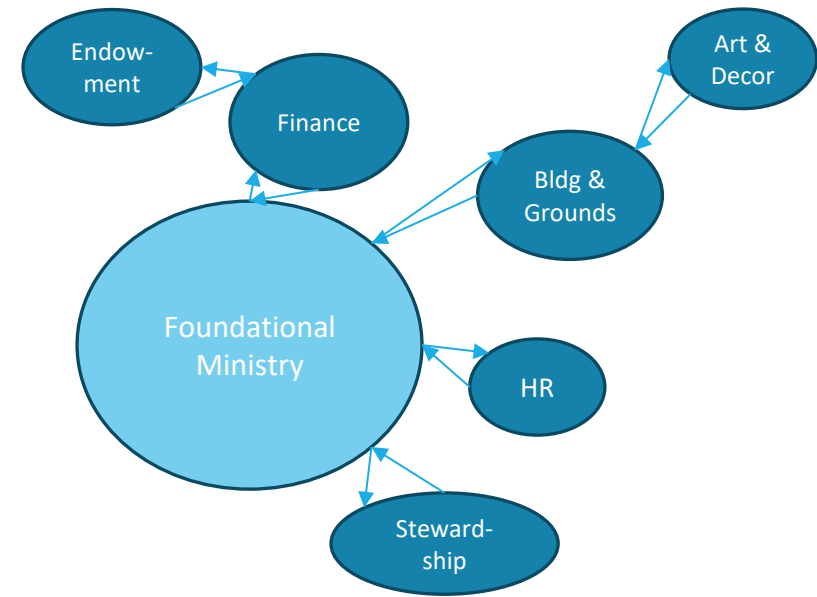 Endow-
ment
Finance
Art &
Decor
Bldg &
Grounds
Foundational
Ministry
HR
Steward-
ship